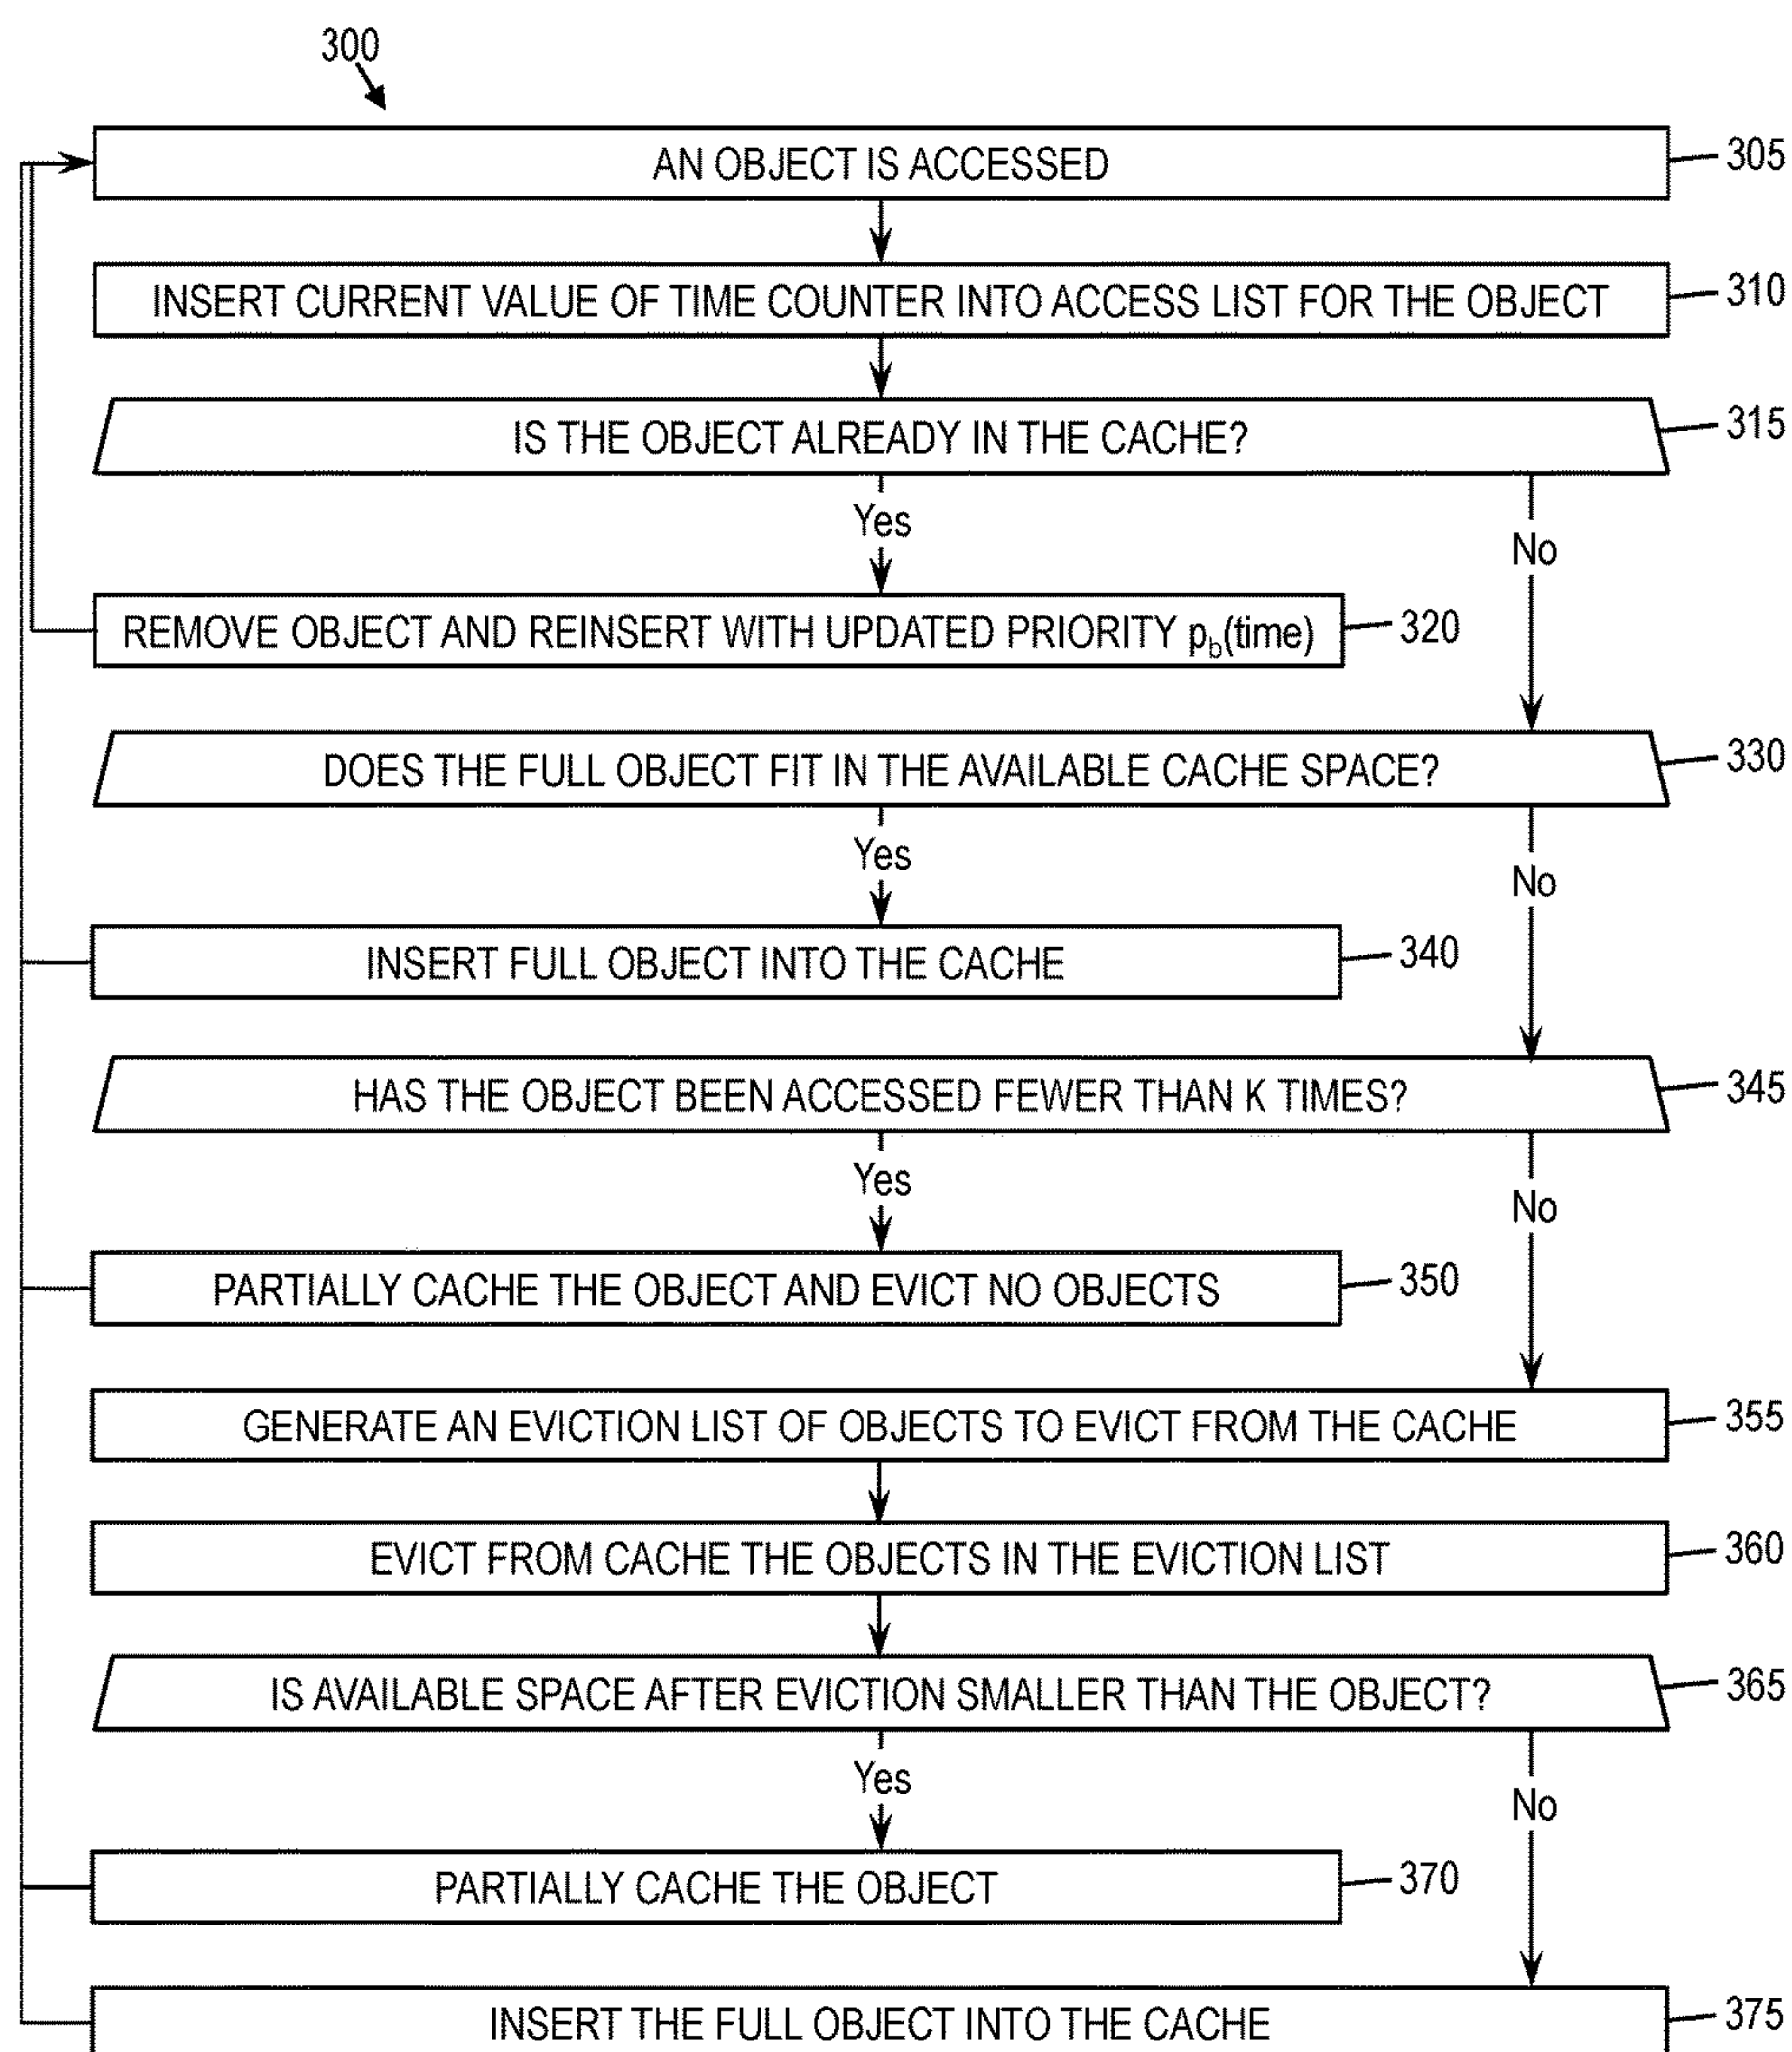 300
AN OBJECT IS ACCESSED
305
INSERT CURRENT VALUE OF TIME COUNTER INTO ACCESS LIST FOR THE OBJECT
310
IS THE OBJECT ALREADY IN THE CACHE?
315
Yes
No
REMOVE OBJECT AND REINSERT WITH UPDATED PRIORITY pb(time)
320
DOES THE FULL OBJECT FIT IN THE AVAILABLE CACHE SPACE?
330
Yes
No
INSERT FULL OBJECT INTO THE CACHE
340
HAS THE OBJECT BEEN ACCESSED FEWER THAN K TIMES?
345
Yes
No
PARTIALLY CACHE THE OBJECT AND EVICT NO OBJECTS
350
GENERATE AN EVICTION LIST OF OBJECTS TO EVICT FROM THE CACHE
355
EVICT FROM CACHE THE OBJECTS IN THE EVICTION LIST
360
IS AVAILABLE SPACE AFTER EVICTION SMALLER THAN THE OBJECT?
365
Yes
No
PARTIALLY CACHE THE OBJECT
370
INSERT THE FULL OBJECT INTO THE CACHE
375